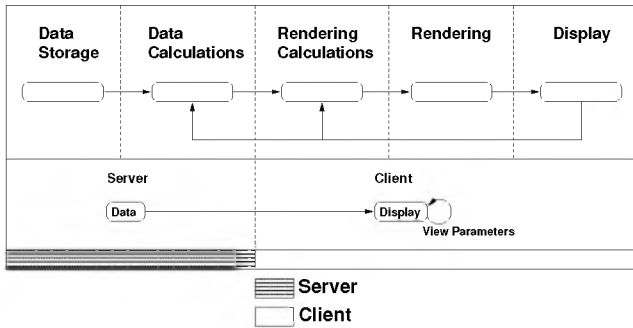 Data Storage
Data Calculations
Rendering Calculations
Rendering
Display
Server
Client
Data
Display
View Parameters
Server
Client